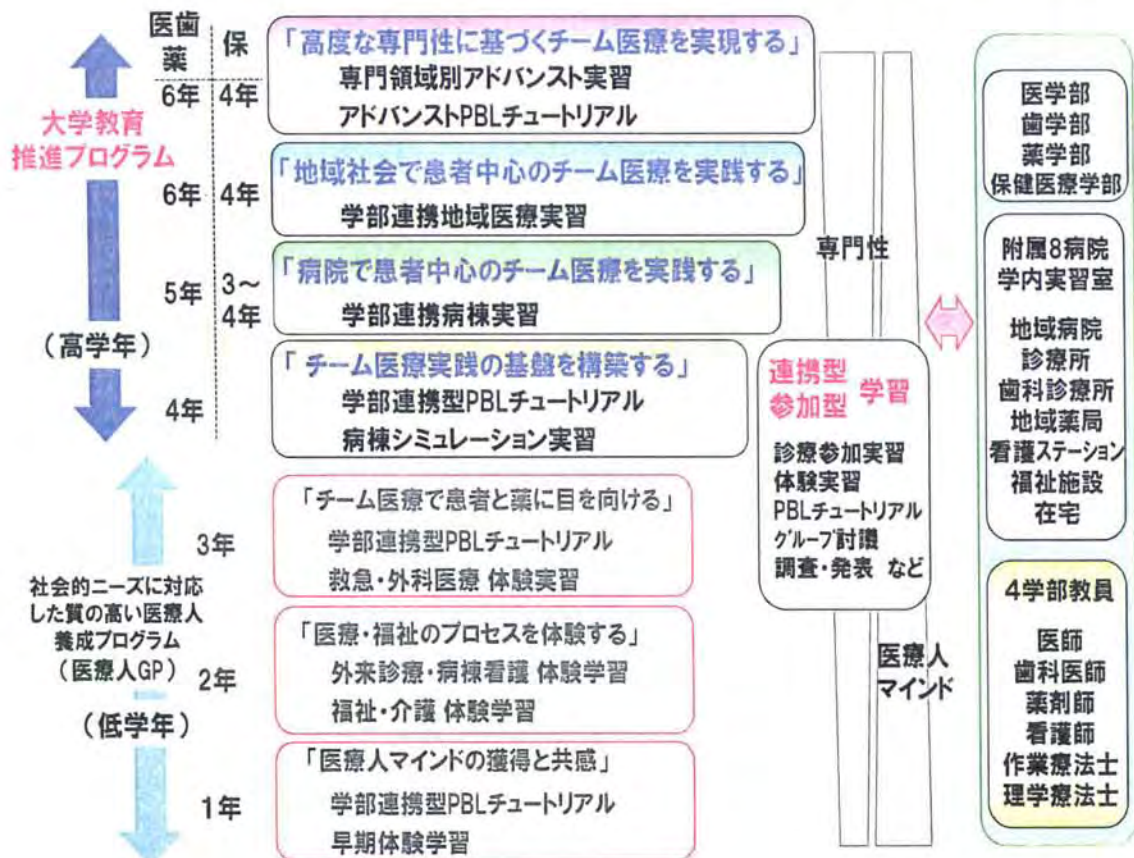 医歯
薬
保
大学教育
推進プログラム
(高学年)
6年
4年
「高度な専門性に基づくチーム医療を実現する」
専門領域別アドバンスト実習
アドバンストPBLチュートリアル
6年
4年
「地域社会で患者中心のチーム医療を実践する」
学部連携地域医療実習
5年
3～
4年
「病院で患者中心のチーム医療を実践する」
学部連携病棟実習
4年
「チーム医療実践の基盤を構築する」
学部連携型PBLチュートリアル
病棟シミュレーション実習
社会的ニーズに対応
した質の高い医療人
養成プログラム
(医療人GP)
(低学年)
3年
「チーム医療で患者と薬に目を向ける」
学部連携型PBLチュートリアル
救急・外科医療 体験実習
2年
「医療・福祉のプロセスを体験する」
外来診療・病棟看護 体験学習
福祉・介護 体験学習
1年
「医療人マインドの獲得と共感」
学部連携型PBLチュートリアル
早期体験学習
専門性
連携型
参加型
学習
診療参加実習
体験実習
PBLチュートリアル
グループ討議
調査・発表 など
医療人
マインド
医学部
歯学部
薬学部
保健医療学部
附属8病院
学内実習室
地域病院
診療所
歯科診療所
地域薬局
看護ステーション
福祉施設
在宅
4学部教員
医師
歯科医師
薬剤師
看護師
作業療法士
理学療法士